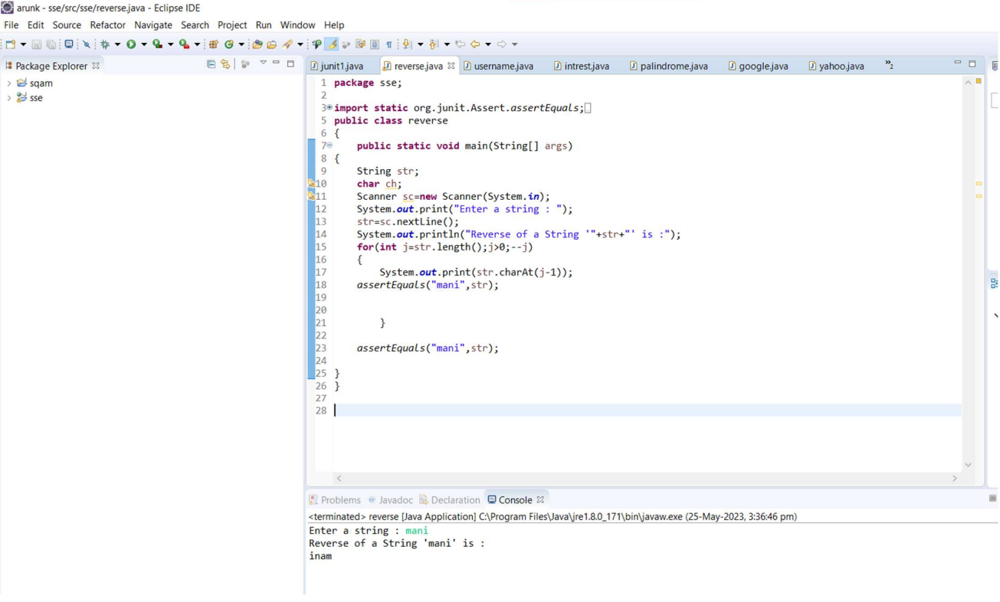 arunk - sse/src/sse/reverse.java - Eclipse IDE
File Edit Source Refactor Navigate Search Project Run Window Help
Package Explorer
sqam
sse
junit1.java reverse.java username.java intrest.java palindrome.java google.java yahoo.java »2
1 package sse;
2
3 import static org.junit.Assert.assertEquals;
5 public class reverse
6 {
7 public static void main(String[] args)
8 {
9 String str;
10 char ch;
11 Scanner sc=new Scanner(System.in);
12 System.out.print("Enter a string : ");
13 str=sc.nextLine();
14 System.out.println("Reverse of a String '"+str+"' is :");
15 for(int j=str.length();j>0;--j)
16 {
17 System.out.print(str.charAt(j-1));
18 assertEquals("mani",str);
19
20
21 }
22
23 assertEquals("mani",str);
24
25 }
26 }
27
28
Problems Javadoc Declaration Console
<terminated> reverse [Java Application] C:\Program Files\Java\jre1.8.0_171\bin\javaw.exe (25-May-2023, 3:36:46 pm)
Enter a string : mani
Reverse of a String 'mani' is :
inam